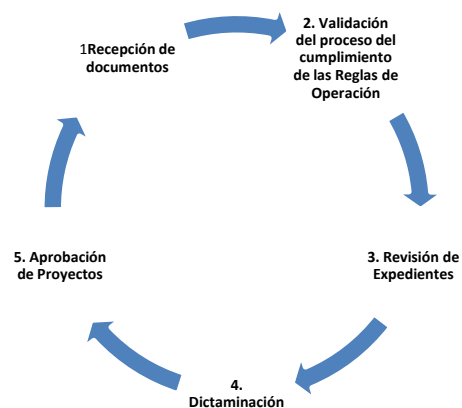 1Recepción de
documentos
2. Validación
del proceso del
cumplimiento
de las Reglas de
Operación
3. Revisión de
Expedientes
4.
Dictaminación
5. Aprobación
de Proyectos